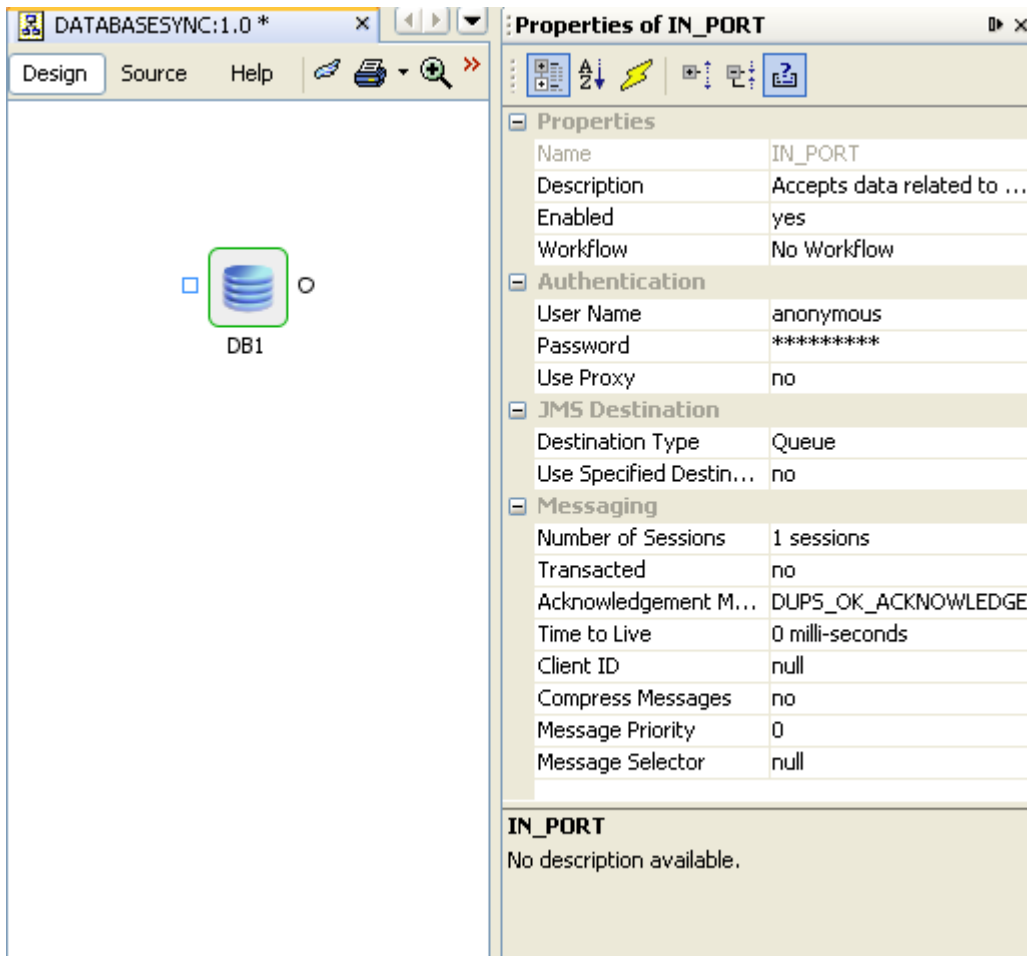 DATABASESYNC:1.0 *
Design Source Help
DB1
Properties of IN_PORT
Properties
Name IN_PORT
Description Accepts data related to ...
Enabled yes
Workflow No Workflow
Authentication
User Name anonymous
Password *********
Use Proxy no
JMS Destination
Destination Type Queue
Use Specified Destin... no
Messaging
Number of Sessions 1 sessions
Transacted no
Acknowledgement M... DUPS_OK_ACKNOWLEDGE
Time to Live 0 milli-seconds
Client ID null
Compress Messages no
Message Priority 0
Message Selector null
IN_PORT
No description available.